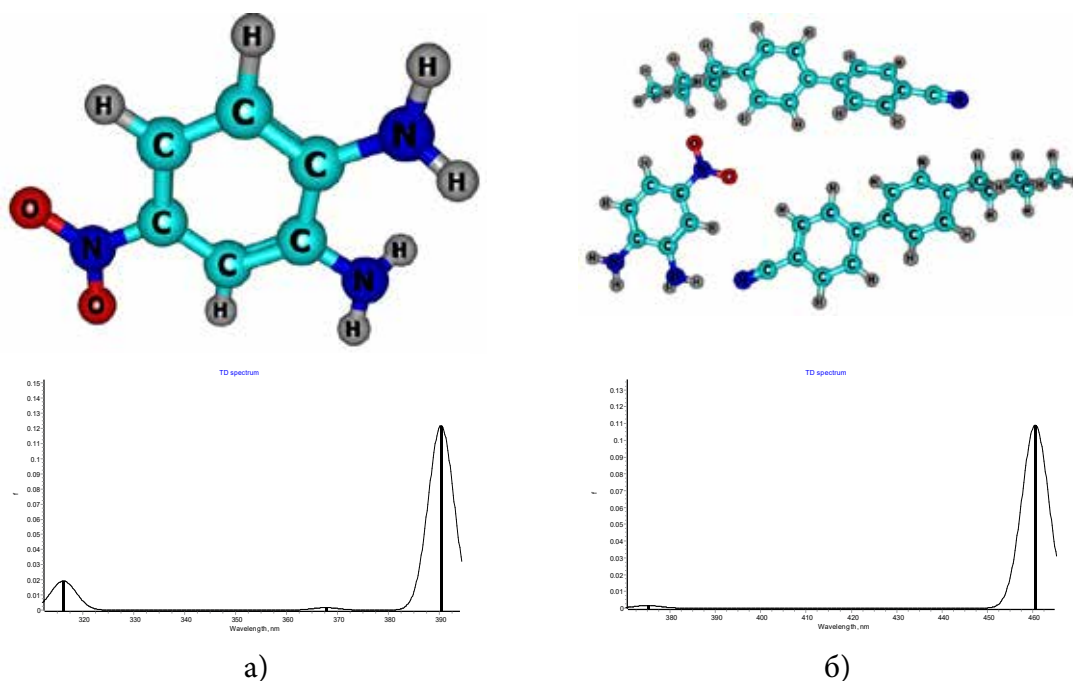 H
H
H C N
C C
H
O C
N C H
C N
O H H
TD spectrum
0.15
0.14
0.13
0.12
0.11
0.1
0.09
0.08
0.07
0.06
0.05
0.04
0.03
0.02
0.01
0
f
320 330 340 350 360 370 380 390
Wavelength, nm
а)
TD spectrum
0.13
0.12
0.11
0.1
0.09
0.08
0.07
0.06
0.05
0.04
0.03
0.02
0.01
0
f
380 390 400 410 420 430 440 450 460
Wavelength, nm
б)